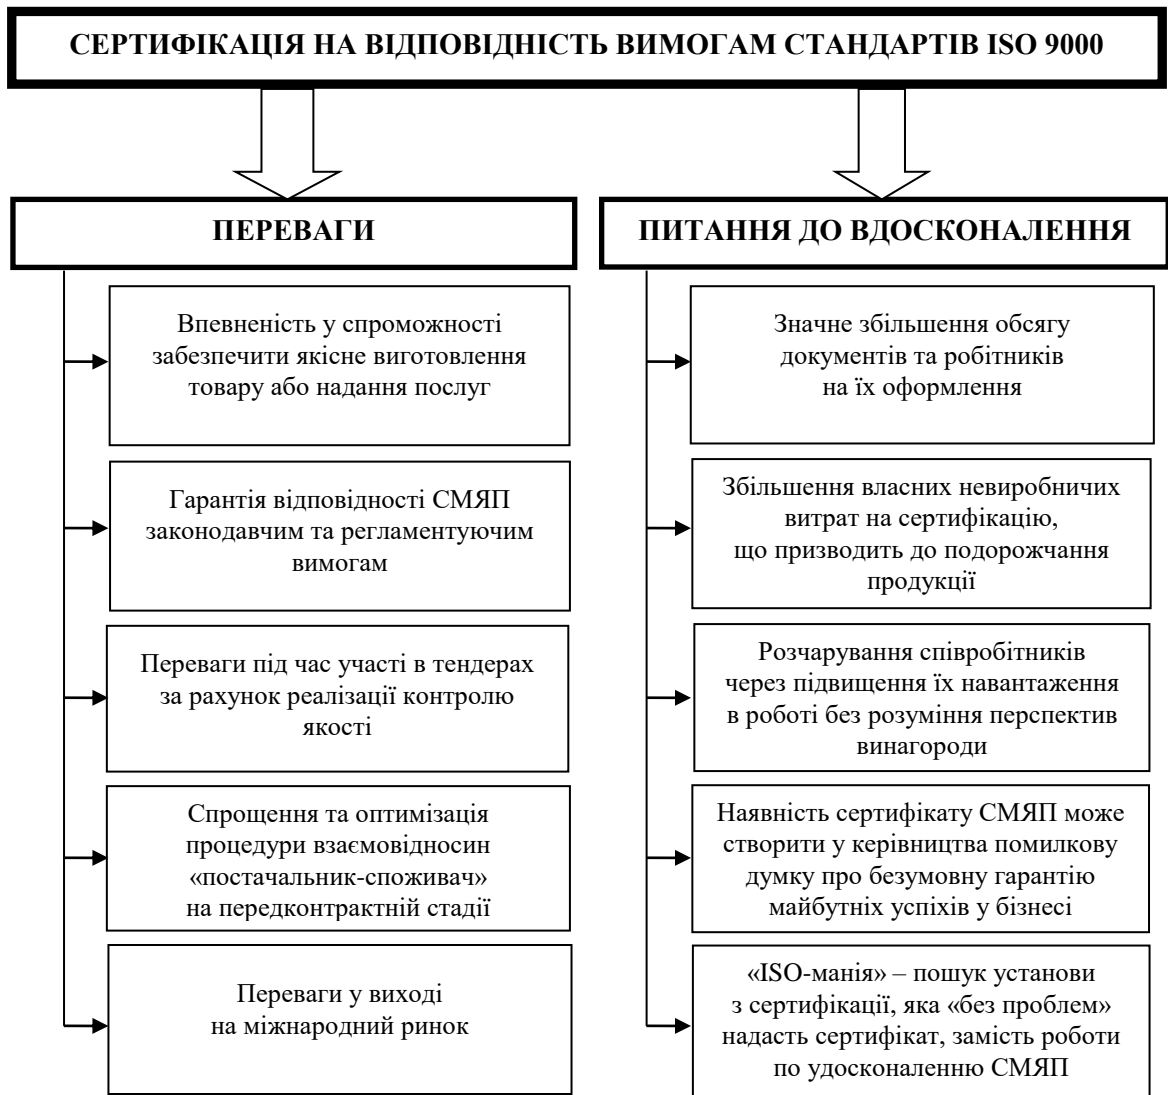 СЕРТИФІКАЦІЯ НА ВІДПОВІДНІСТЬ ВИМОГАМ СТАНДАРТІВ ISO 9000
ПЕРЕВАГИ
Впевненість у спроможності
забезпечити якісне виготовлення
товару або надання послуг
Гарантія відповідності СМЯП
законодавчим та регламентуючим
вимогам
Переваги під час участі в тендерах
за рахунок реалізації контролю
якості
Спрощення та оптимізація
процедури взаємовідносин
«постачальник-споживач»
на передконтрактній стадії
Переваги у виході
на міжнародний ринок
ПИТАННЯ ДО ВДОСКОНАЛЕННЯ
Значне збільшення обсягу
документів та робітників
на їх оформлення
Збільшення власних невиробничих
витрат на сертифікацію,
що призводить до подорожчання
продукції
Розчарування співробітників
через підвищення їх навантаження
в роботі без розуміння перспектив
винагороди
Наявність сертифікату СМЯП може
створити у керівництва помилкову
думку про безумовну гарантію
майбутніх успіхів у бізнесі
«ISO-манія» – пошук установи
з сертифікації, яка «без проблем»
надасть сертифікат, замість роботи
по удосконаленню СМЯП